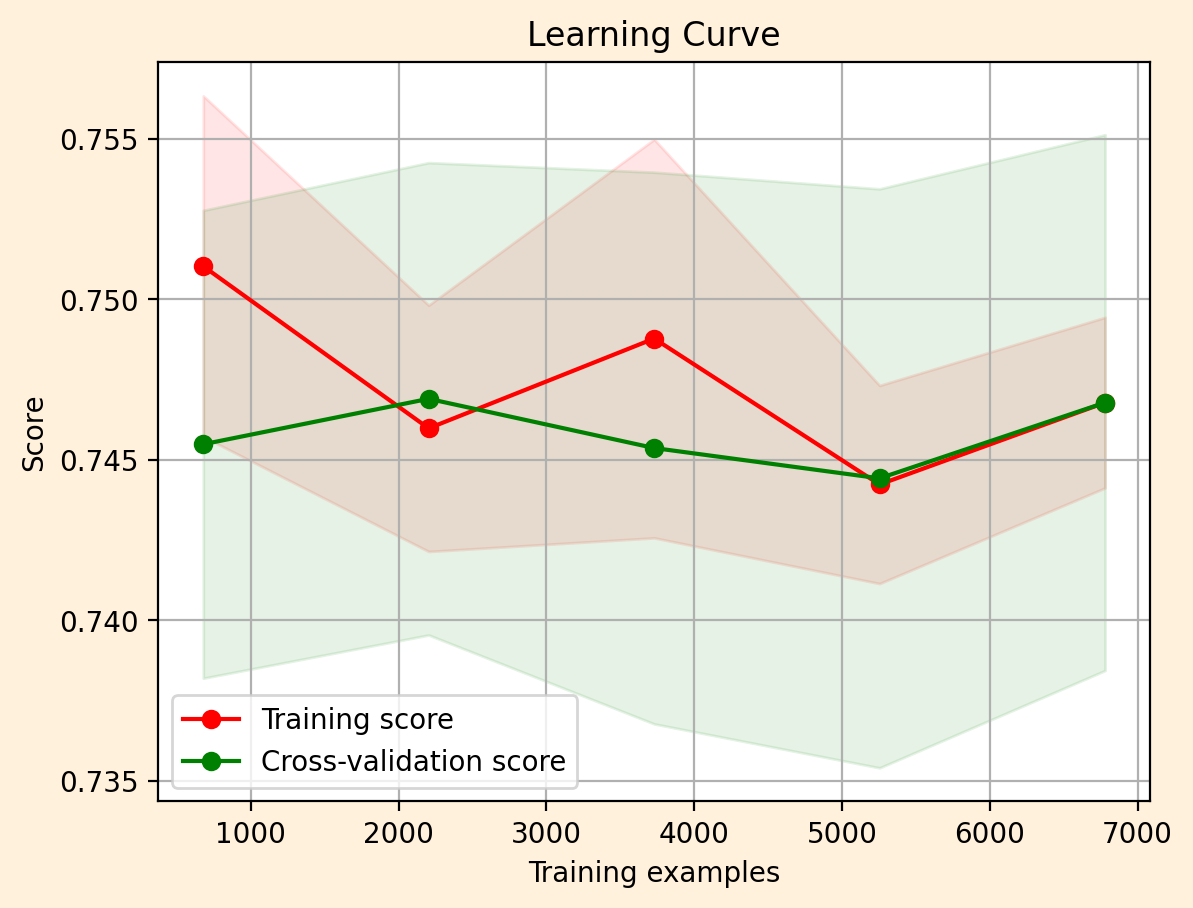 Learning Curve
0.755
0.750
0.745
0.740
0.735
Score
Training score
Cross-validation score
1000 2000 3000 4000 5000 6000 7000
Training examples